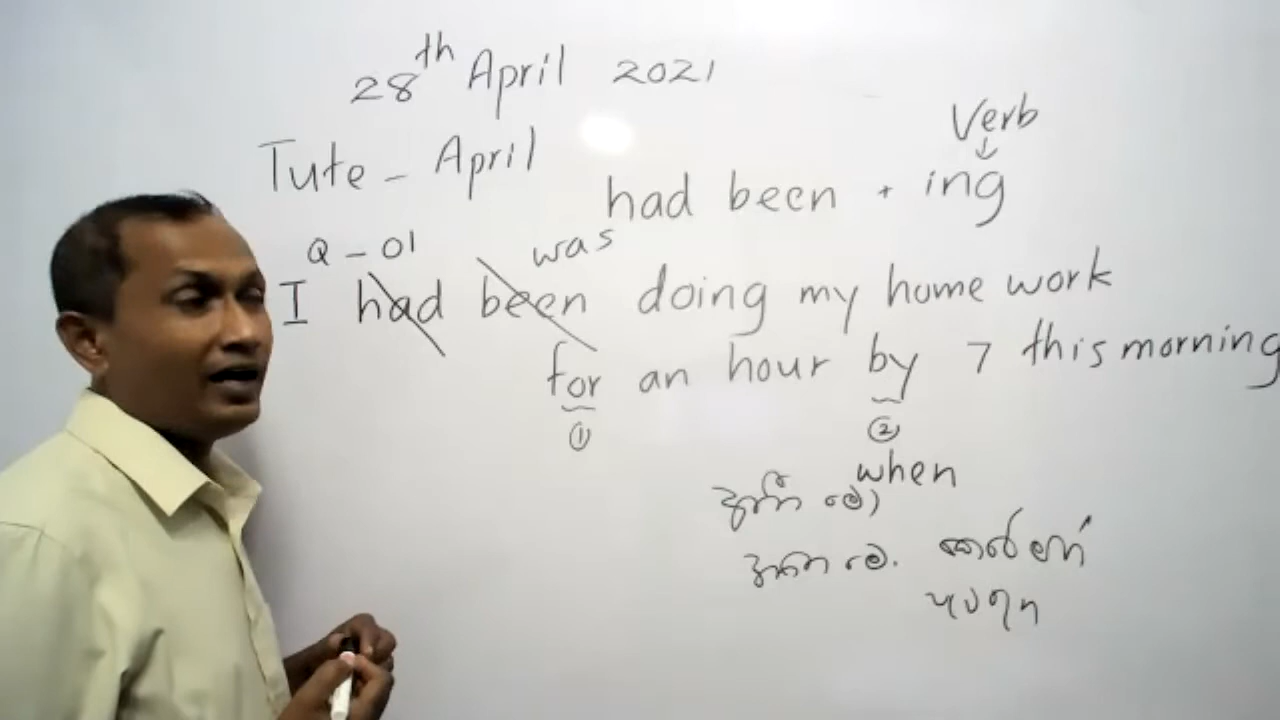 28th April 2021
Tute - April
Verb
↓
had been + ing
Q - 01
was
I had been doing my home work
for an hour by 7 this morning
① ②
when